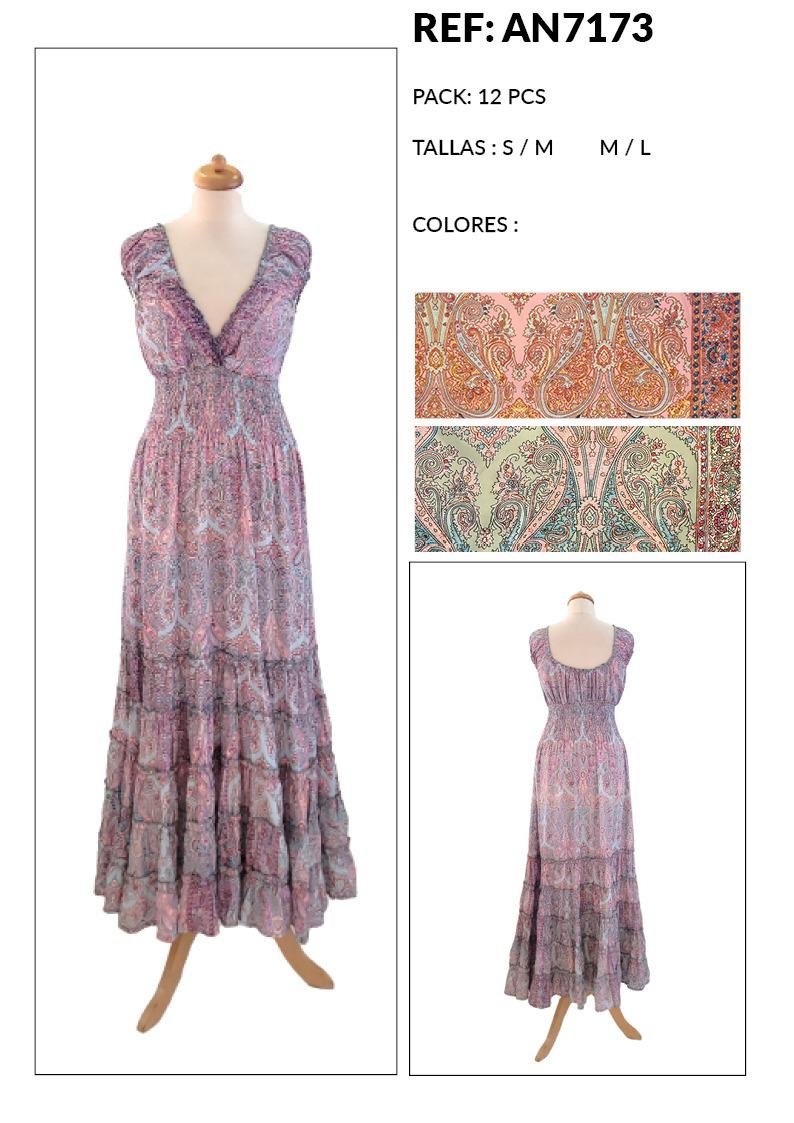 REF: AN7173
PACK: 12 PCS
TALLAS : S / M M / L
COLORES :